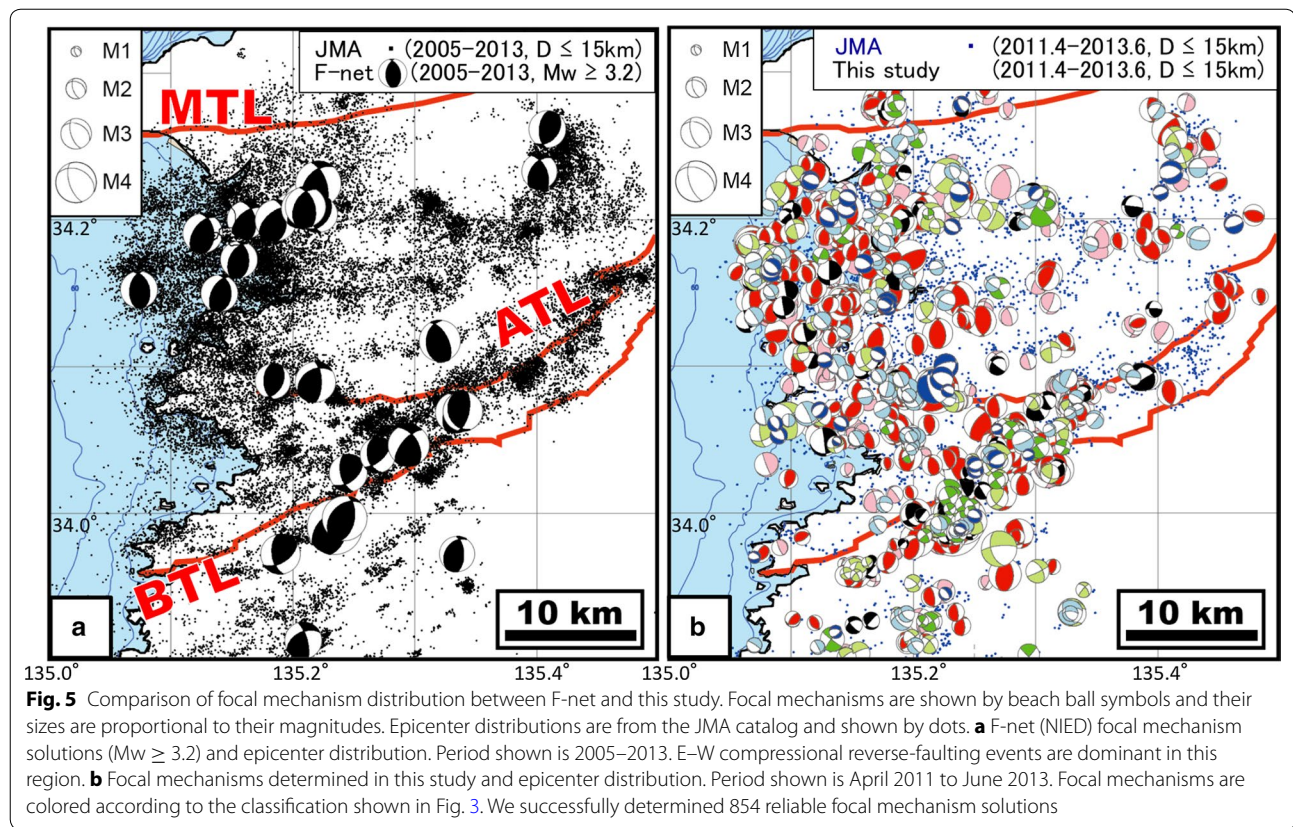 M1
M2
M3
M4
JMA · (2005–2013, D ≤ 15km)
F-net (2005–2013, Mw ≥ 3.2)
MTL
ATL
BTL
34.2°
34.0°
8
a
10 km
135.0°
135.2°
135.4°
M1
M2
M3
M4
JMA · (2011.4–2013.6, D ≤ 15km)
This study (2011.4–2013.6, D ≤ 15km)
34.2°
34.0°
8
b
10 km
135.0°
135.2°
135.4°
Fig. 5 Comparison of focal mechanism distribution between F-net and this study. Focal mechanisms are shown by beach ball symbols and their
sizes are proportional to their magnitudes. Epicenter distributions are from the JMA catalog and shown by dots. a F-net (NIED) focal mechanism
solutions (Mw ≥ 3.2) and epicenter distribution. Period shown is 2005–2013. E–W compressional reverse-faulting events are dominant in this
region. b Focal mechanisms determined in this study and epicenter distribution. Period shown is April 2011 to June 2013. Focal mechanisms are
colored according to the classification shown in Fig. 3. We successfully determined 854 reliable focal mechanism solutions